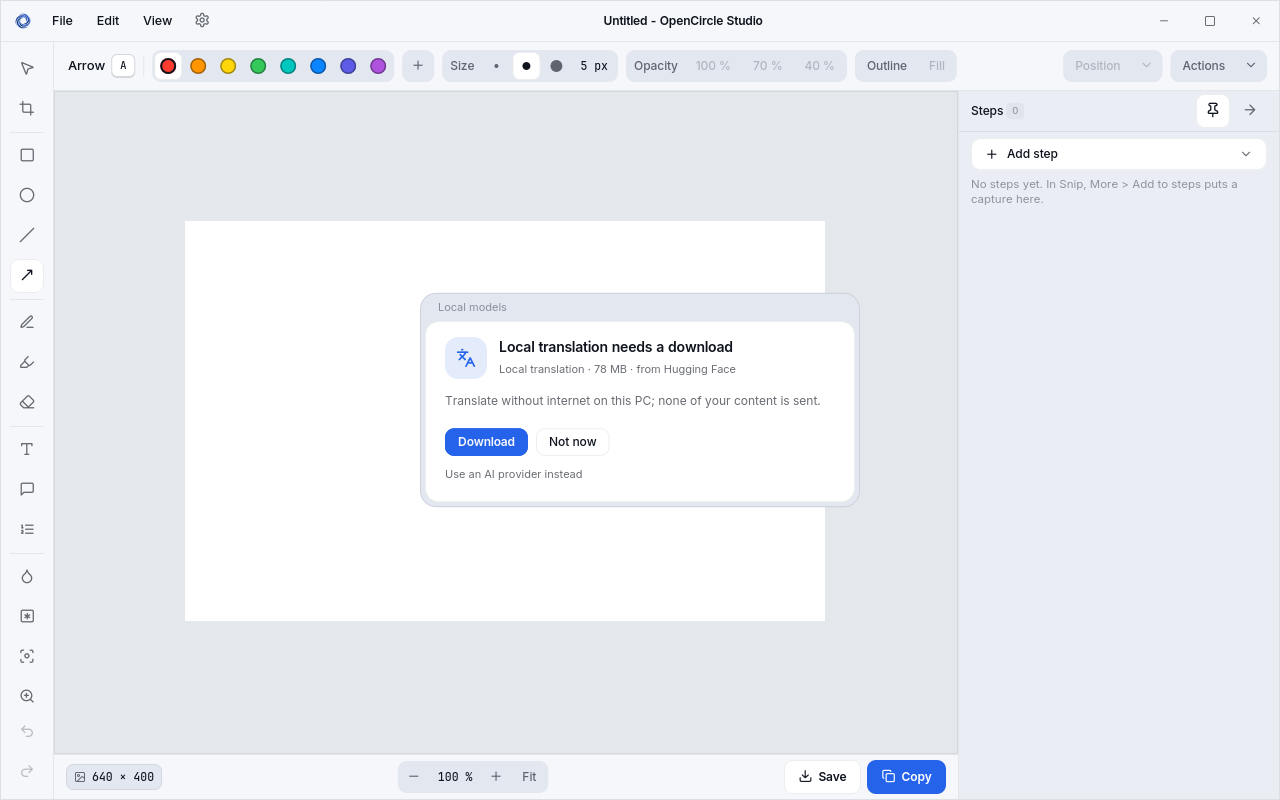 File Edit View
Untitled - OpenCircle Studio
Arrow A
Size 5 px
Opacity 100 % 70 % 40 %
Outline Fill
Position
Actions
Steps 0
Add step
No steps yet. In Snip, More > Add to steps puts a
capture here.
Local models
Local translation needs a download
Local translation · 78 MB · from Hugging Face
Translate without internet on this PC; none of your content is sent.
Download Not now
Use an AI provider instead
640 × 400
100 %
Fit
Save
Copy